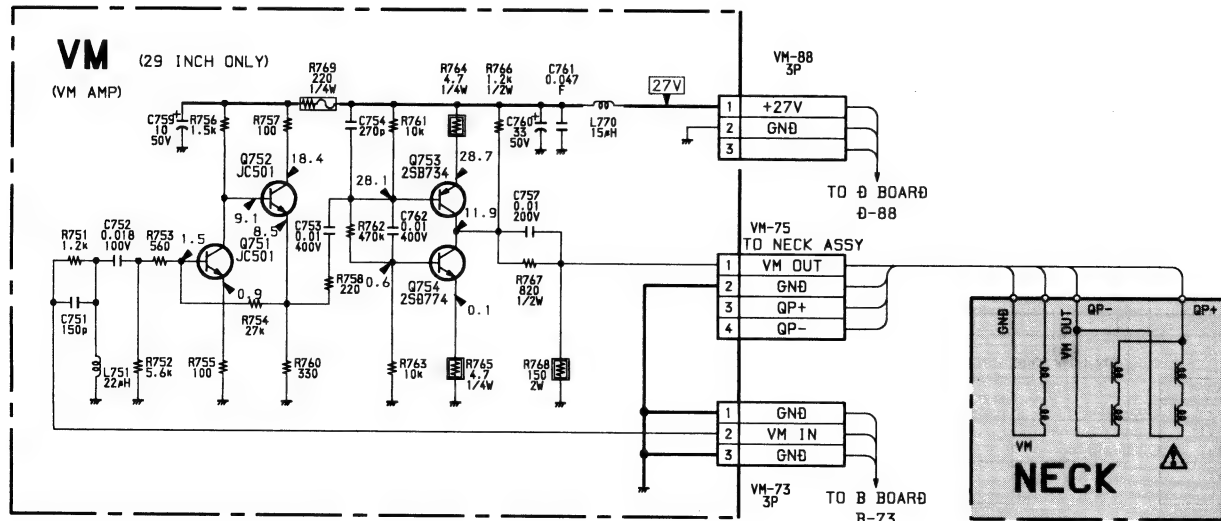 VM (29 INCH ONLY)
(VM AMP)
R769
220
1/4W
R764
4.7
1/4W
R766
1.2k
1/2W
C761
0.047
F
27V
VM-88
3P
1 +27V
2 GND
3
L770
15µH
C759
10
50V
R756
1.5k
R757
100
C754
270p
R761
10k
C760
33
50V
Q752
JC501
18.4
Q753
2SB734
28.7
28.1
TO D BOARD
D-88
9.1
8.5
C753
0.01
400V
R762
470k
C762
0.01
400V
11.9
C757
0.01
200V
VM-75
TO NECK ASSY
1 VM OUT
2 GND
3 QP+
4 QP-
R751
1.2k
C752
0.018
100V
R753
560
1.5
Q751
JC501
0.9
R758
220
0.6
Q754
2SB774
0.1
R767
820
1/2W
C751
150p
R754
27k
L751
22µH
R752
5.6k
R755
100
R760
330
R763
10k
R765
4.7
1/4W
R768
150
2W
GND
VM OUT
QP-
QP+
1 GND
2 VM IN
3 GND
VM
NECK
VM-73
3P
TO B BOARD
B-73